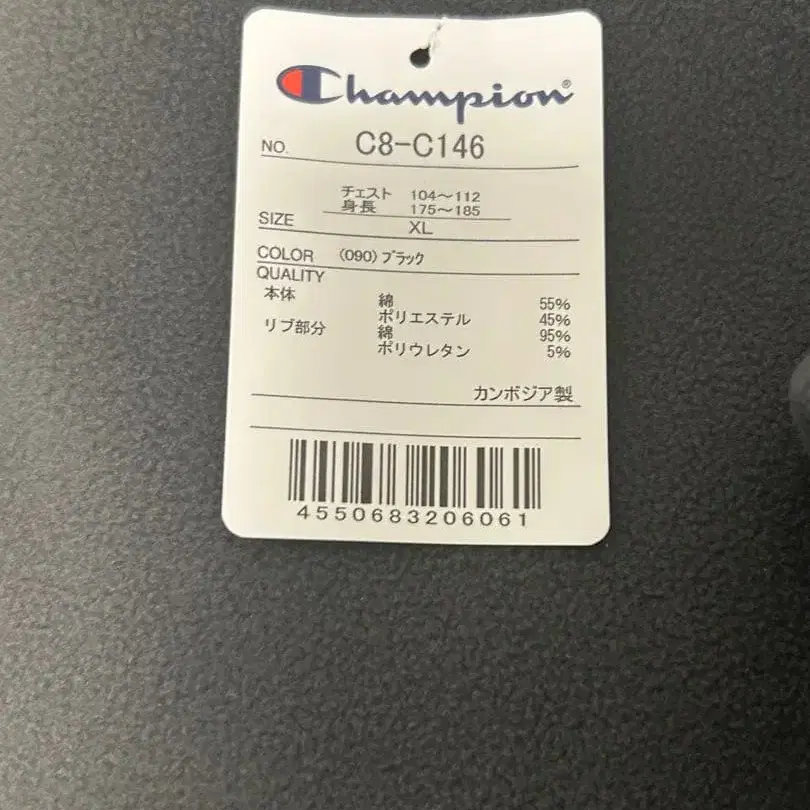 Champion®
NO. C8-C146
チェスト 104～112
身長 175～185
SIZE XL
COLOR (090) ブラック
QUALITY
本体 綿 55%
ポリエステル 45%
リブ部分 綿 95%
ポリウレタン 5%
カンボジア製
4550683206061